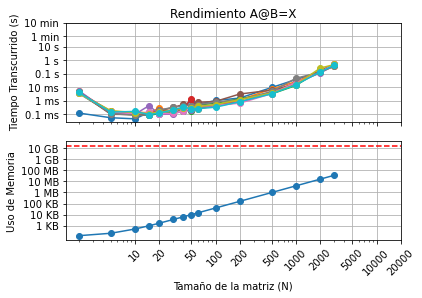 Rendimiento A@B=X
Tiempo Transcurrido (s)
10 min
1 min
10 s
0.1 s
10 ms
1 ms
0.1 ms
Uso de Memoria
10 GB
1 GB
100 MB
10 MB
1 MB
100 KB
10 KB
1 KB
10
20
50
100
200
500
1000
2000
5000
10000
20000
Tamaño de la matriz (N)